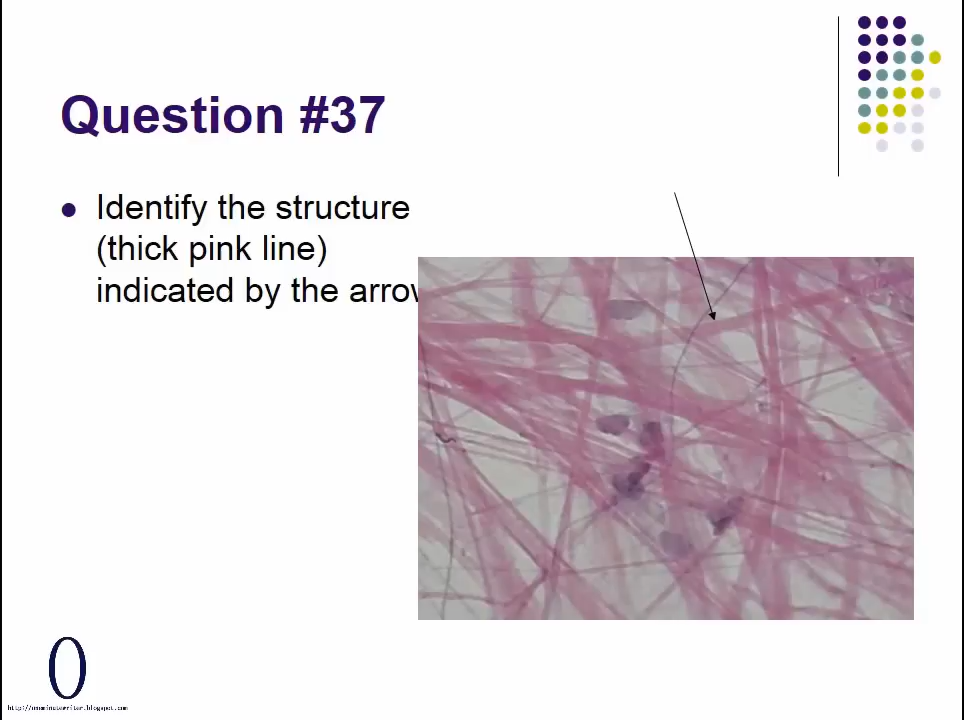 Question #37
Identify the structure
(thick pink line)
indicated by the arrow
0